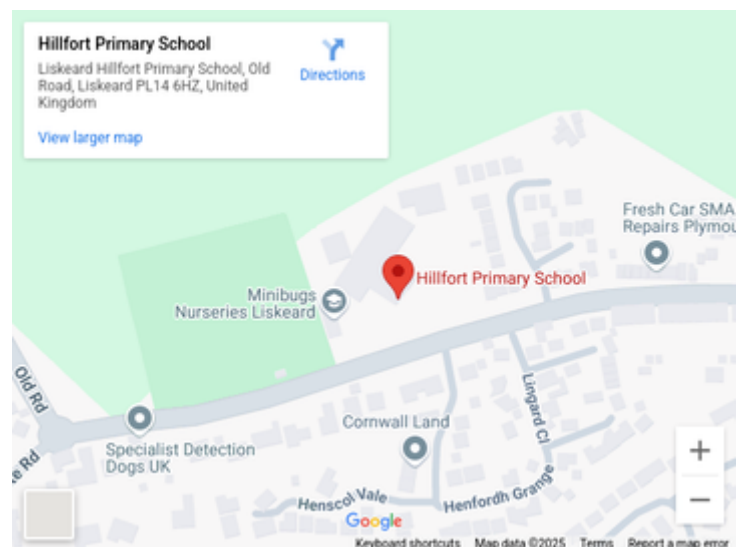 Hillfort Primary School
Liskeard Hillfort Primary School, Old
Road, Liskeard PL14 6HZ, United
Kingdom
Directions
View larger map
Fresh Car SMA
Repairs Plymou
Hillfort Primary School
Minibugs
Nurseries Liskeard
Old Rd
Lingard Cl
Cornwall Land
Specialist Detection
Dogs UK
Rd
Henscol Vale
Henfordh Grange
Google
Keyboard shortcuts Map data ©2025 Terms Report a map error